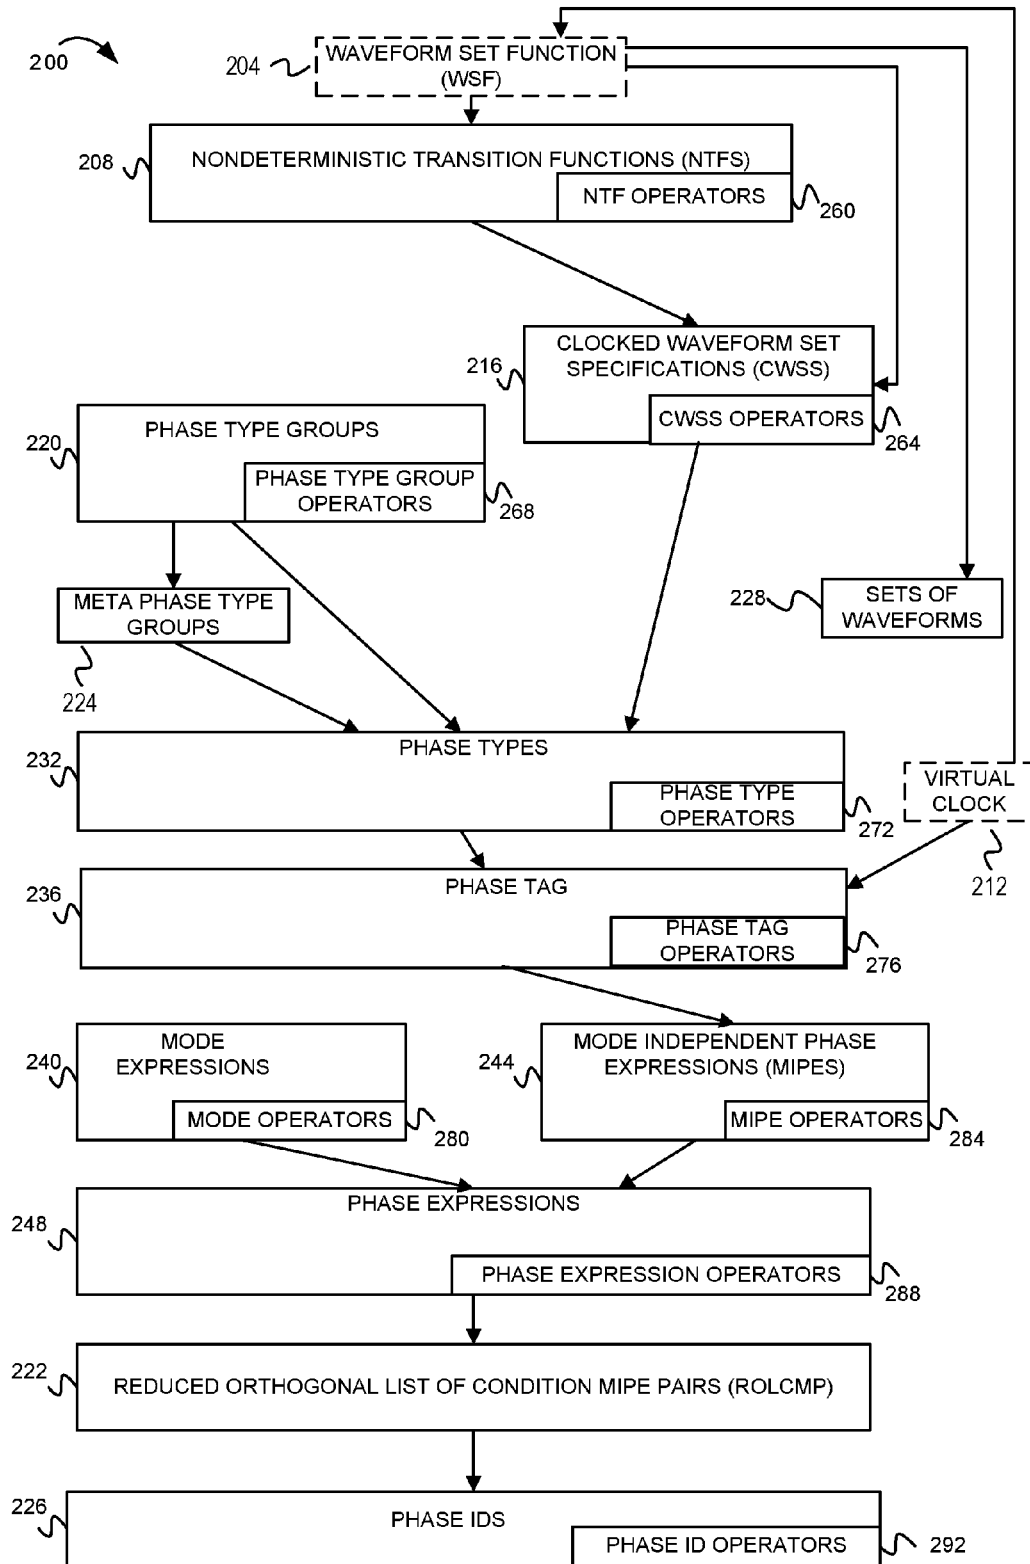 200
204
WAVEFORM SET FUNCTION
(WSF)
208
NONDETERMINISTIC TRANSITION FUNCTIONS (NTFS)
NTF OPERATORS
260
216
CLOCKED WAVEFORM SET
SPECIFICATIONS (CWSS)
CWSS OPERATORS
264
220
PHASE TYPE GROUPS
PHASE TYPE GROUP
OPERATORS
268
META PHASE TYPE
GROUPS
224
228
SETS OF
WAVEFORMS
232
PHASE TYPES
PHASE TYPE
OPERATORS
272
VIRTUAL
CLOCK
212
236
PHASE TAG
PHASE TAG
OPERATORS
276
240
MODE
EXPRESSIONS
MODE OPERATORS
280
244
MODE INDEPENDENT PHASE
EXPRESSIONS (MIPES)
MIPE OPERATORS
284
248
PHASE EXPRESSIONS
PHASE EXPRESSION OPERATORS
288
222
REDUCED ORTHOGONAL LIST OF CONDITION MIPE PAIRS (ROLCMP)
226
PHASE IDS
PHASE ID OPERATORS
292